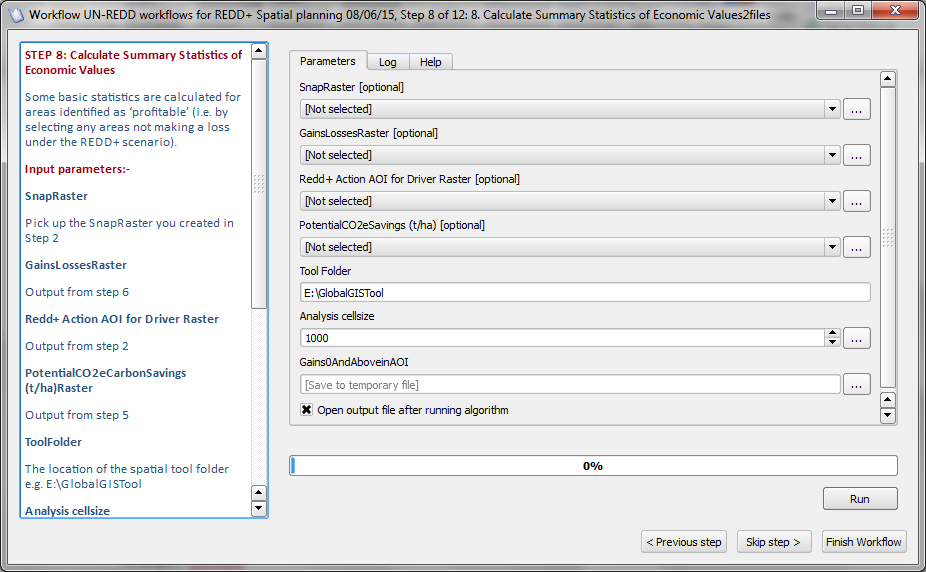 Workflow UN-REDD workflows for REDD+ Spatial planning 08/06/15, Step 8 of 12: 8. Calculate Summary Statistics of Economic Values2files
STEP 8: Calculate Summary Statistics of
Economic Values
Some basic statistics are calculated for
areas identified as ‘profitable’ (i.e. by
selecting any areas not making a loss
under the REDD+ scenario).
Input parameters:-
SnapRaster
Pick up the SnapRaster you created in
Step 2
GainsLossesRaster
Output from step 6
Redd+ Action AOI for Driver Raster
Output from step 2
PotentialCO2eCarbonSavings
(t/ha)Raster
Output from step 5
ToolFolder
The location of the spatial tool folder
e.g. E:\GlobalGISTool
Analysis cellsize
Parameters
Log
Help
SnapRaster [optional]
[Not selected]
...
GainsLossesRaster [optional]
[Not selected]
...
Redd+ Action AOI for Driver Raster [optional]
[Not selected]
...
PotentialCO2eSavings (t/ha) [optional]
[Not selected]
...
Tool Folder
E:\GlobalGISTool
Analysis cellsize
1000
...
Gains0AndAboveinAOI
[Save to temporary file]
...
Open output file after running algorithm
0%
Run
< Previous step
Skip step >
Finish Workflow